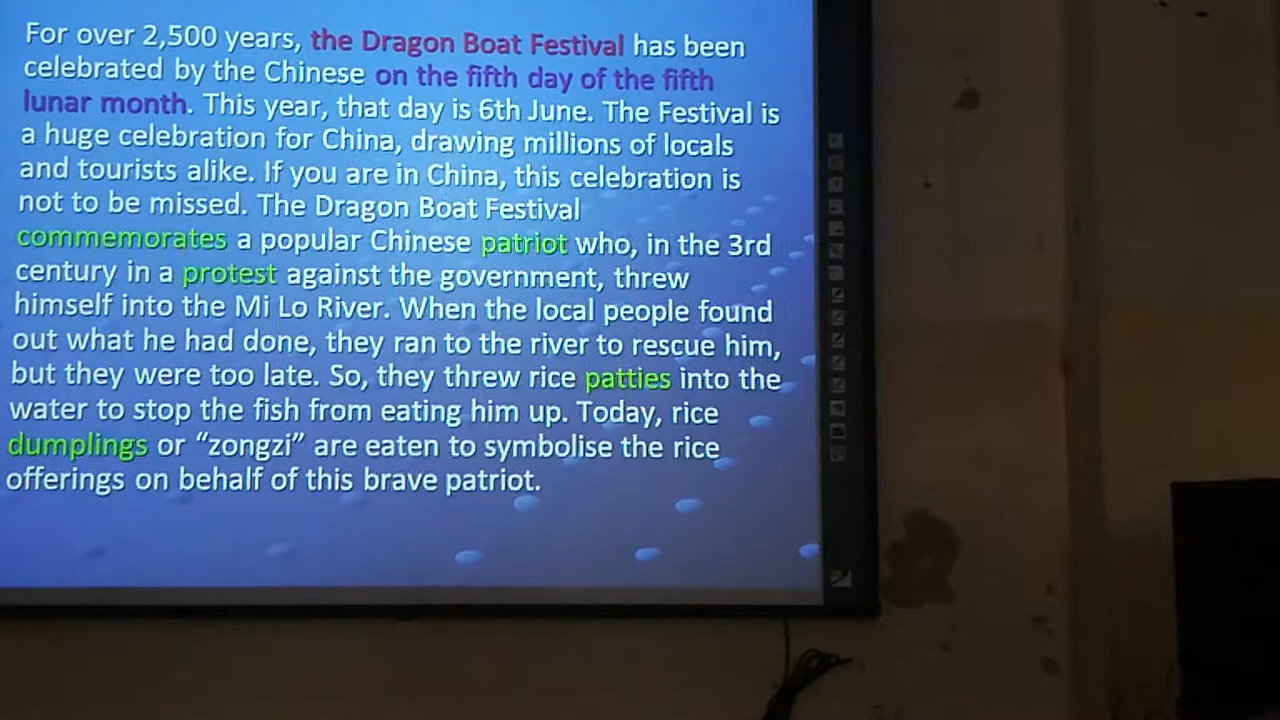 For over 2,500 years, the Dragon Boat Festival has been
celebrated by the Chinese on the fifth day of the fifth
lunar month. This year, that day is 6th June. The Festival is
a huge celebration for China, drawing millions of locals
and tourists alike. If you are in China, this celebration is
not to be missed. The Dragon Boat Festival
commemorates a popular Chinese patriot who, in the 3rd
century in a protest against the government, threw
himself into the Mi Lo River. When the local people found
out what he had done, they ran to the river to rescue him,
but they were too late. So, they threw rice patties into the
water to stop the fish from eating him up. Today, rice
dumplings or “zongzi” are eaten to symbolise the rice
offerings on behalf of this brave patriot.